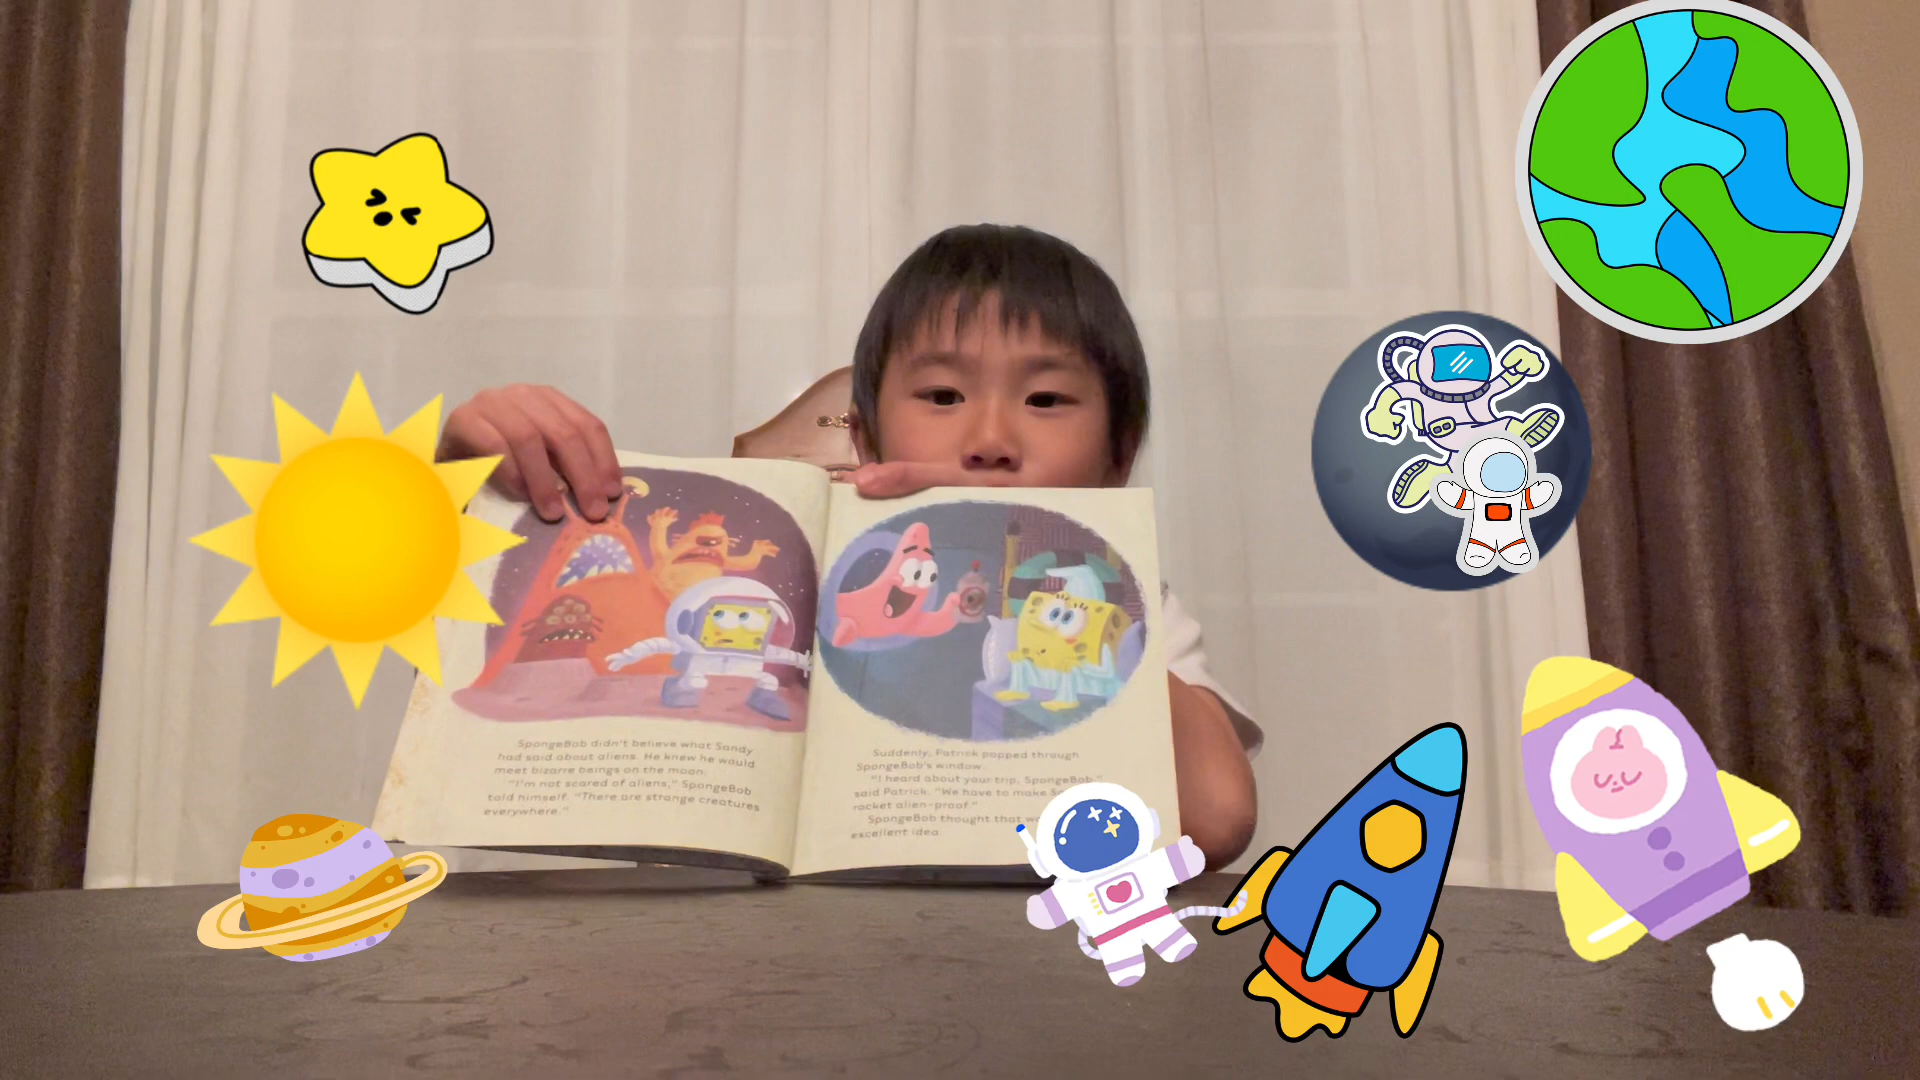 SpongeBob didn't believe what Sandy
had said about aliens. He knew he would
meet bizarre beings on the moon.
"I'm not scared of aliens," SpongeBob
told himself. "There are strange creatures
everywhere."
Suddenly, Patrick popped through
SpongeBob's window.
"I heard about your trip, SpongeBob,"
said Patrick. "We have to make
rocket alien-proof."
SpongeBob thought that
excellent idea.